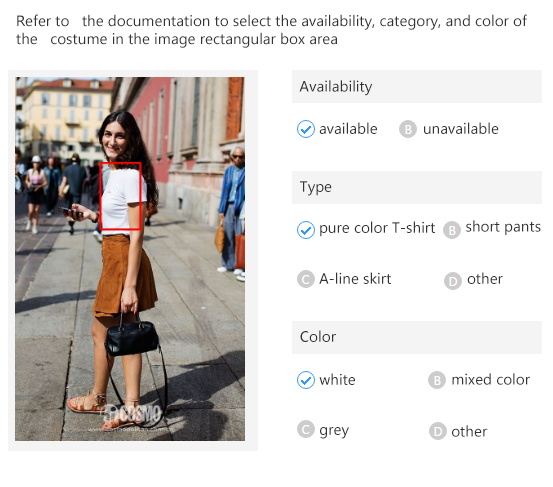 Refer to the documentation to select the availability, category, and color of
the costume in the image rectangular box area
Availability
available
B unavailable
Type
pure color T-shirt
B short pants
C A-line skirt
D other
Color
white
B mixed color
C grey
D other
COSMO